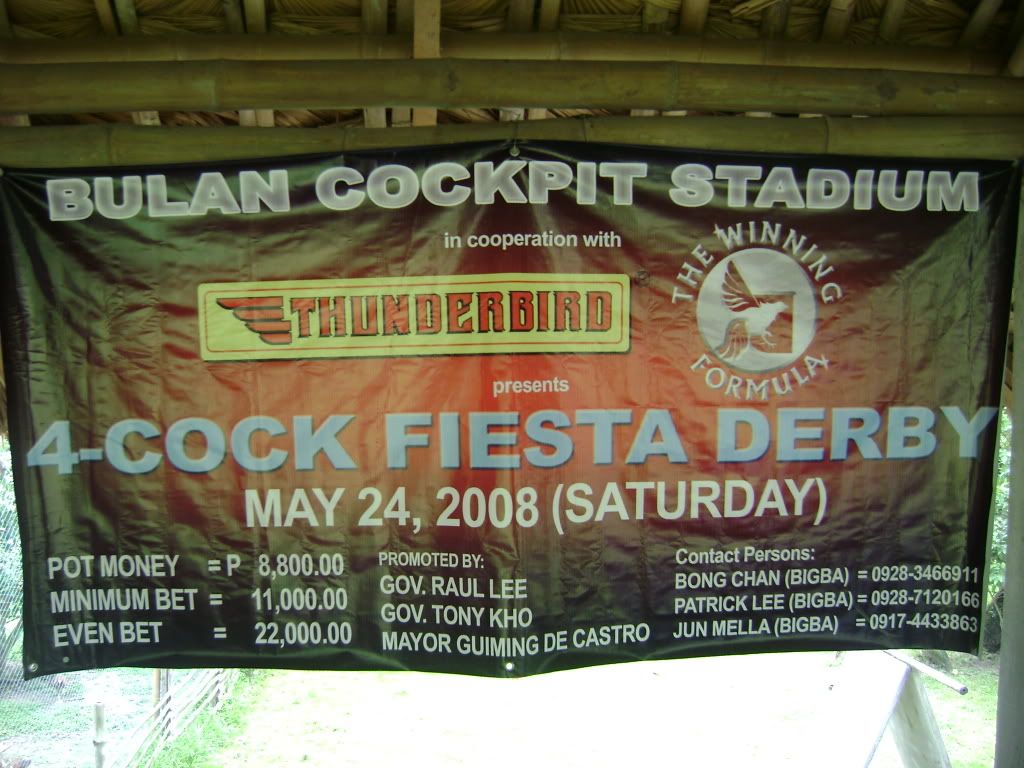 BULAN COCKPIT STADIUM
in cooperation with
THUNDERBIRD
THE WINNING
FORMULA
presents
4-COCK FIESTA DERBY
MAY 24, 2008 (SATURDAY)
POT MONEY = P 8,800.00
MINIMUM BET = 11,000.00
EVEN BET = 22,000.00
PROMOTED BY:
GOV. RAUL LEE
GOV. TONY KHO
MAYOR GUIMING DE CASTRO
Contact Persons:
BONG CHAN (BIGBA) = 0928-3466911
PATRICK LEE (BIGBA) = 0928-7120166
JUN MELLA (BIGBA) = 0917-4433863